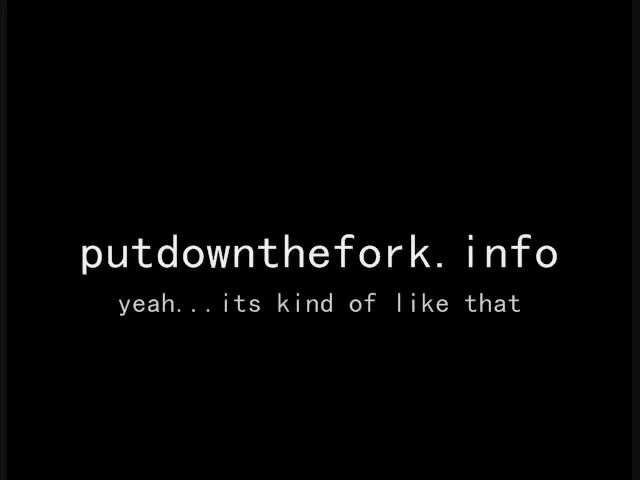 putdownthefork.info
yeah...its kind of like that